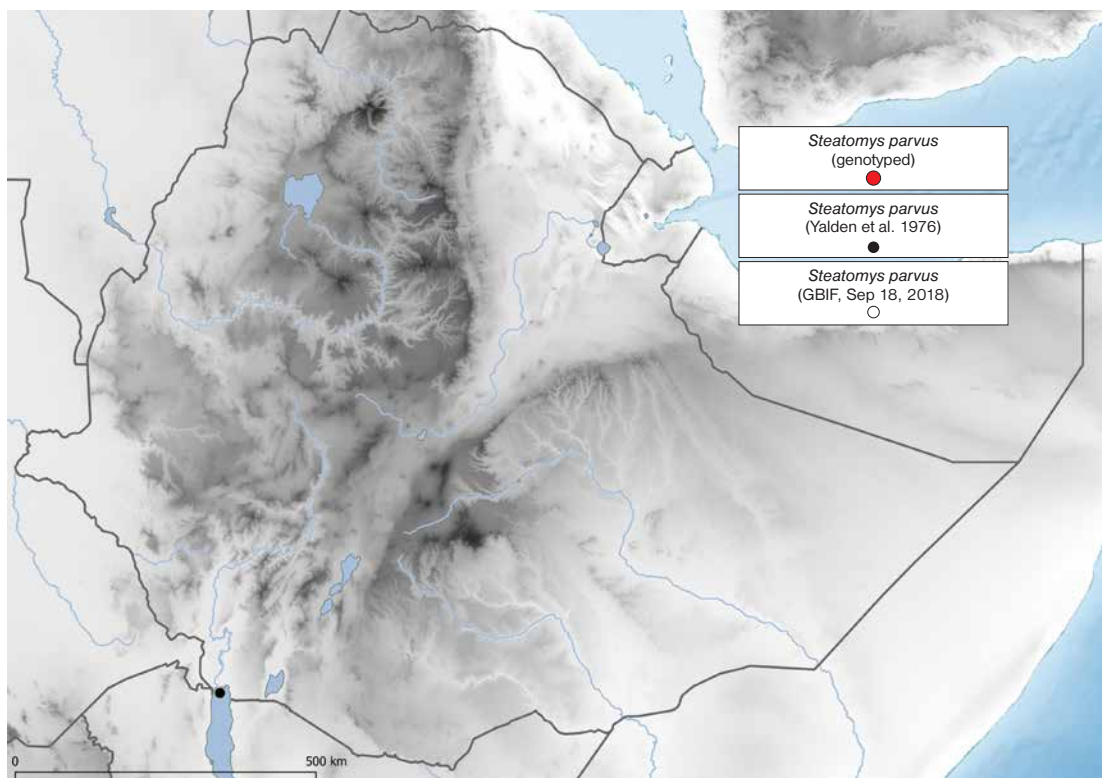 Steatomys parvus
(genotyped)
Steatomys parvus
(Yalden et al. 1976)
Steatomys parvus
(GBIF, Sep 18, 2018)
0
500 km